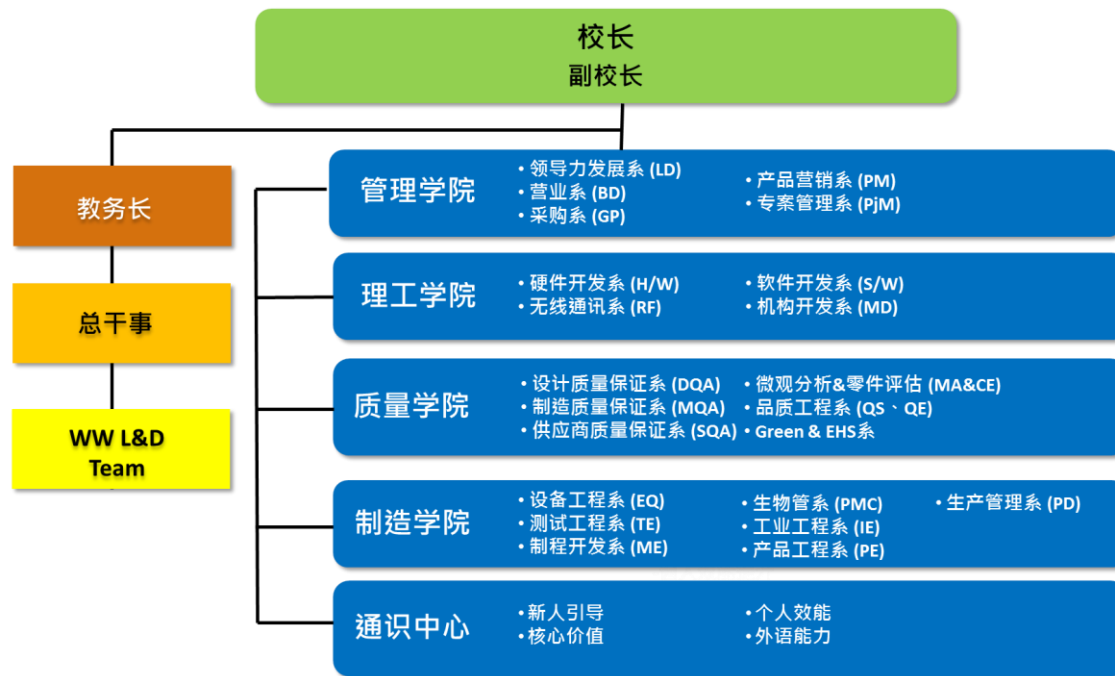 校长
副校长
教务长
总干事
WW L&D
Team
管理学院
• 领导力发展系 (LD)
• 营业系 (BD)
• 采购系 (GP)
• 产品营销系 (PM)
• 专案管理系 (PjM)
理工学院
• 硬件开发系 (H/W)
• 无线通讯系 (RF)
• 软件开发系 (S/W)
• 机构开发系 (MD)
质量学院
• 设计质量保证系 (DQA)
• 制造质量保证系 (MQA)
• 供应商质量保证系 (SQA)
• 微观分析&零件评估 (MA&CE)
• 品质工程系 (QS、QE)
• Green & EHS系
制造学院
• 设备工程系 (EQ)
• 测试工程系 (TE)
• 制程开发系 (ME)
• 生物管系 (PMC)
• 工业工程系 (IE)
• 产品工程系 (PE)
• 生产管理系 (PD)
通识中心
• 新人引导
• 核心价值
• 个人效能
• 外语能力